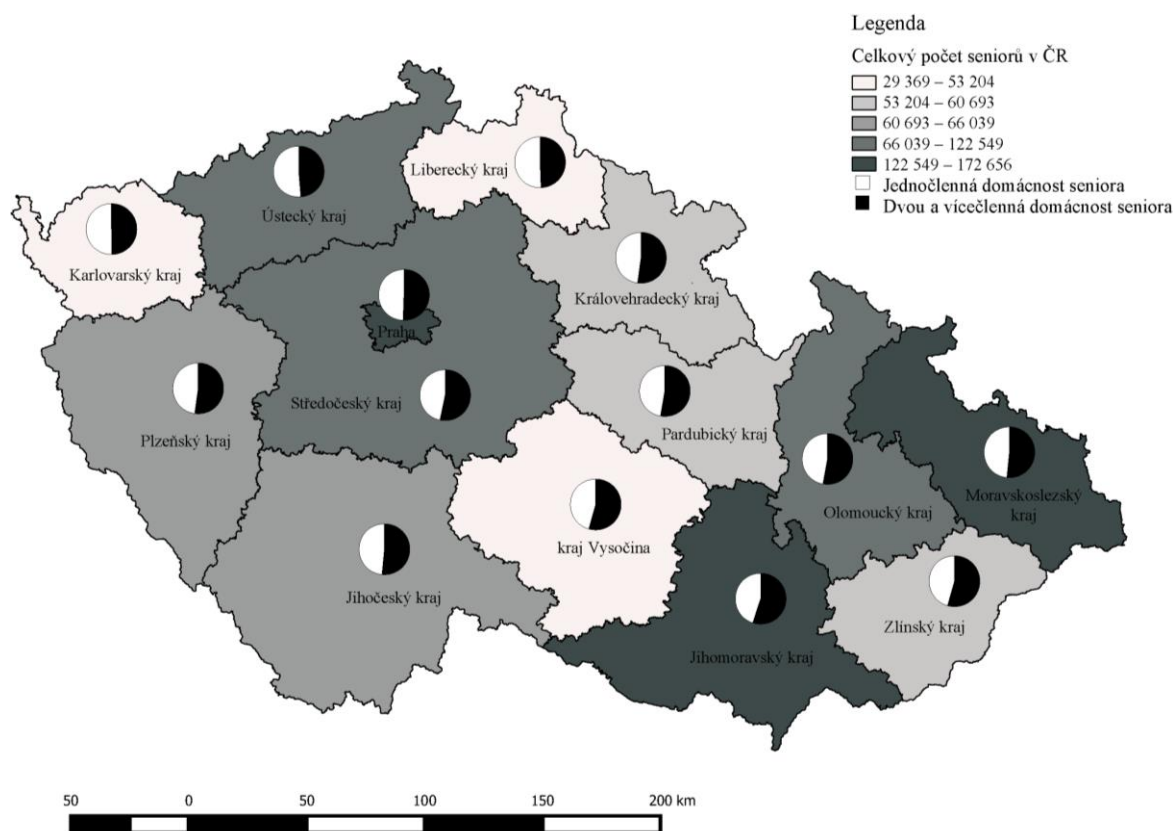 Legenda
Celkový počet seniorů v ČR
29 369 – 53 204
53 204 – 60 693
60 693 – 66 039
66 039 – 122 549
122 549 – 172 656
Jednočlenná domácnost seniora
Dvou a vícečlenná domácnost seniora
Liberecký kraj
Ústecký kraj
Karlovarský kraj
Královehradecký kraj
Praha
Středočeský kraj
Plzeňský kraj
Pardubický kraj
Moravskoslezský
kraj
Olomoucký kraj
kraj Vysočina
Jihočeský kraj
Zlínský kraj
Jihomoravský kraj
50 0 50 100 150 200 km